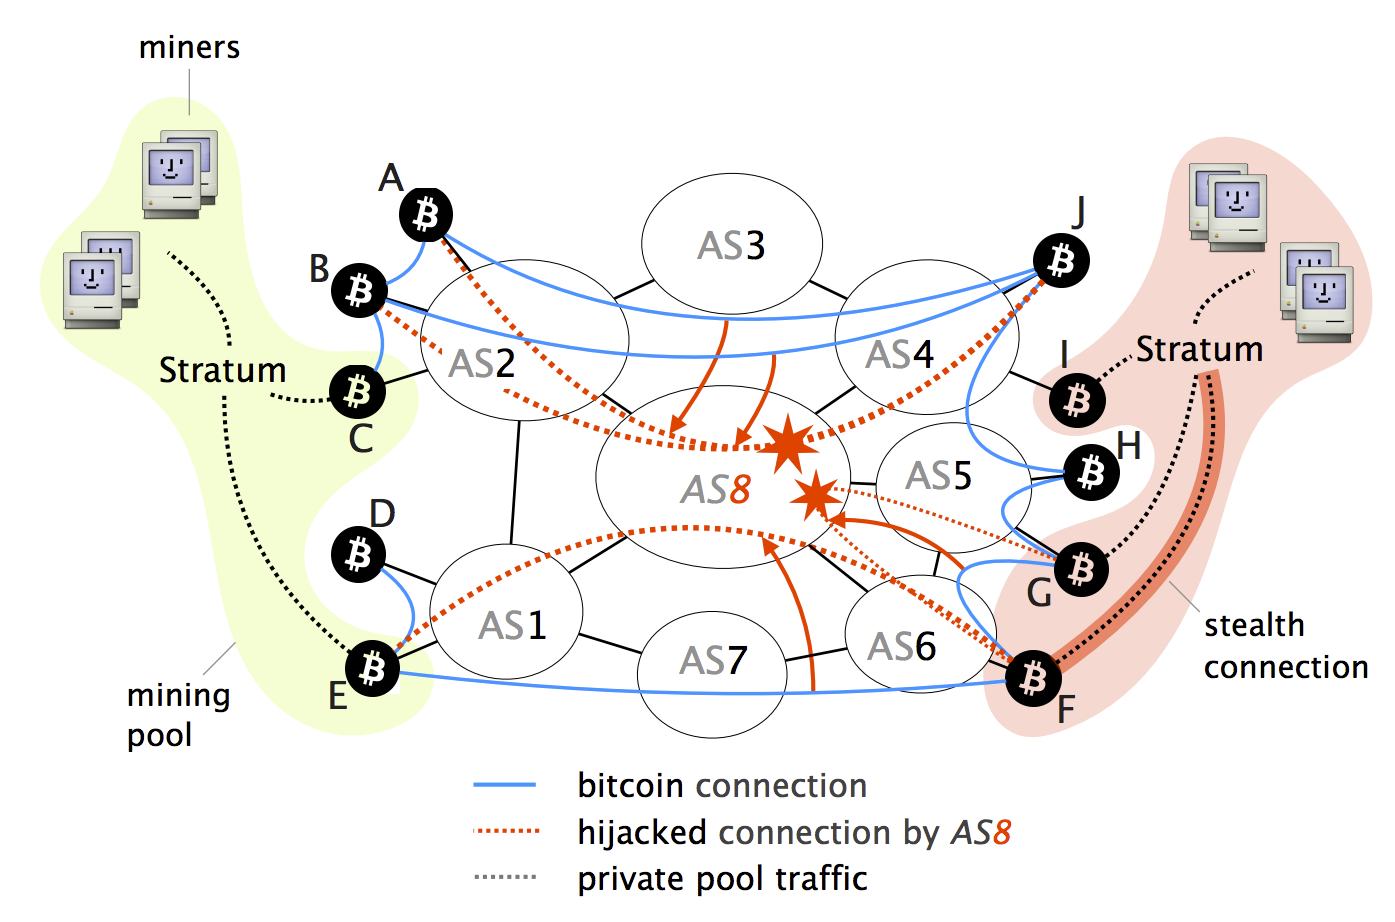 miners
A
J
B
AS3
I
AS4
Stratum
AS2
Stratum
C
H
AS5
AS8
D
G
AS1
stealth
connection
AS6
AS7
mining
pool
E
F
bitcoin connection
hijacked connection by AS8
private pool traffic